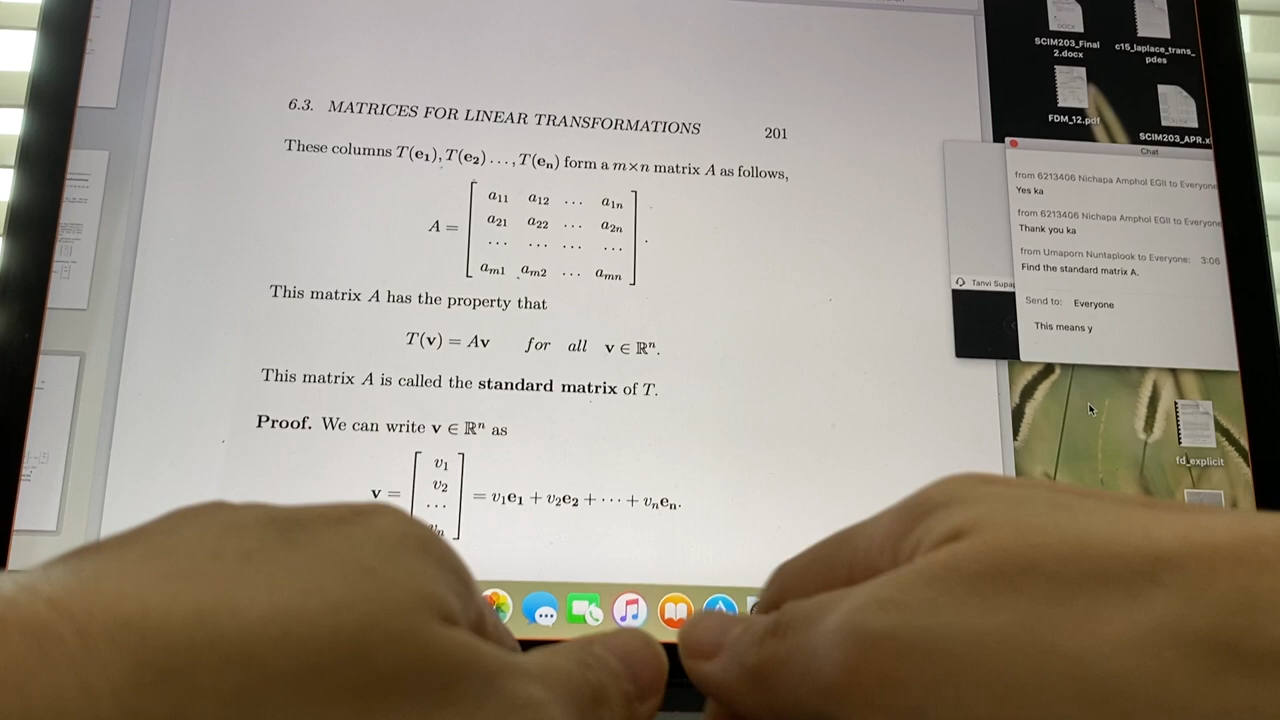 6.3. MATRICES FOR LINEAR TRANSFORMATIONS 201
These columns T(e₁), T(e₂) ..., T(eₙ) form a m×n matrix A as follows,
a₁₁ a₁₂ ... a₁ₙ
a₂₁ a₂₂ ... a₂ₙ
A =
... ... ... ...
aₘ₁ aₘ₂ ... aₘₙ
This matrix A has the property that
T(v) = Av for all v ∈ ℝⁿ.
This matrix A is called the standard matrix of T.
Proof. We can write v ∈ ℝⁿ as
v₁
v₂
v = ... = v₁e₁ + v₂e₂ + ··· + vₙeₙ.
vₙ
DOCX
SCIM203_Final
2.docx
c15_laplace_trans_
pdes
FDM_12.pdf
SCIM203_APR.x
Chat
from 6213406 Nichapa Amphol EGII to Everyone
Yes ka
from 6213406 Nichapa Amphol EGII to Everyone
Thank you ka
from Umaporn Nuntaplook to Everyone: 3:06
Find the standard matrix A.
Send to: Everyone
This means y
Tanvi Supa
fd_explicit